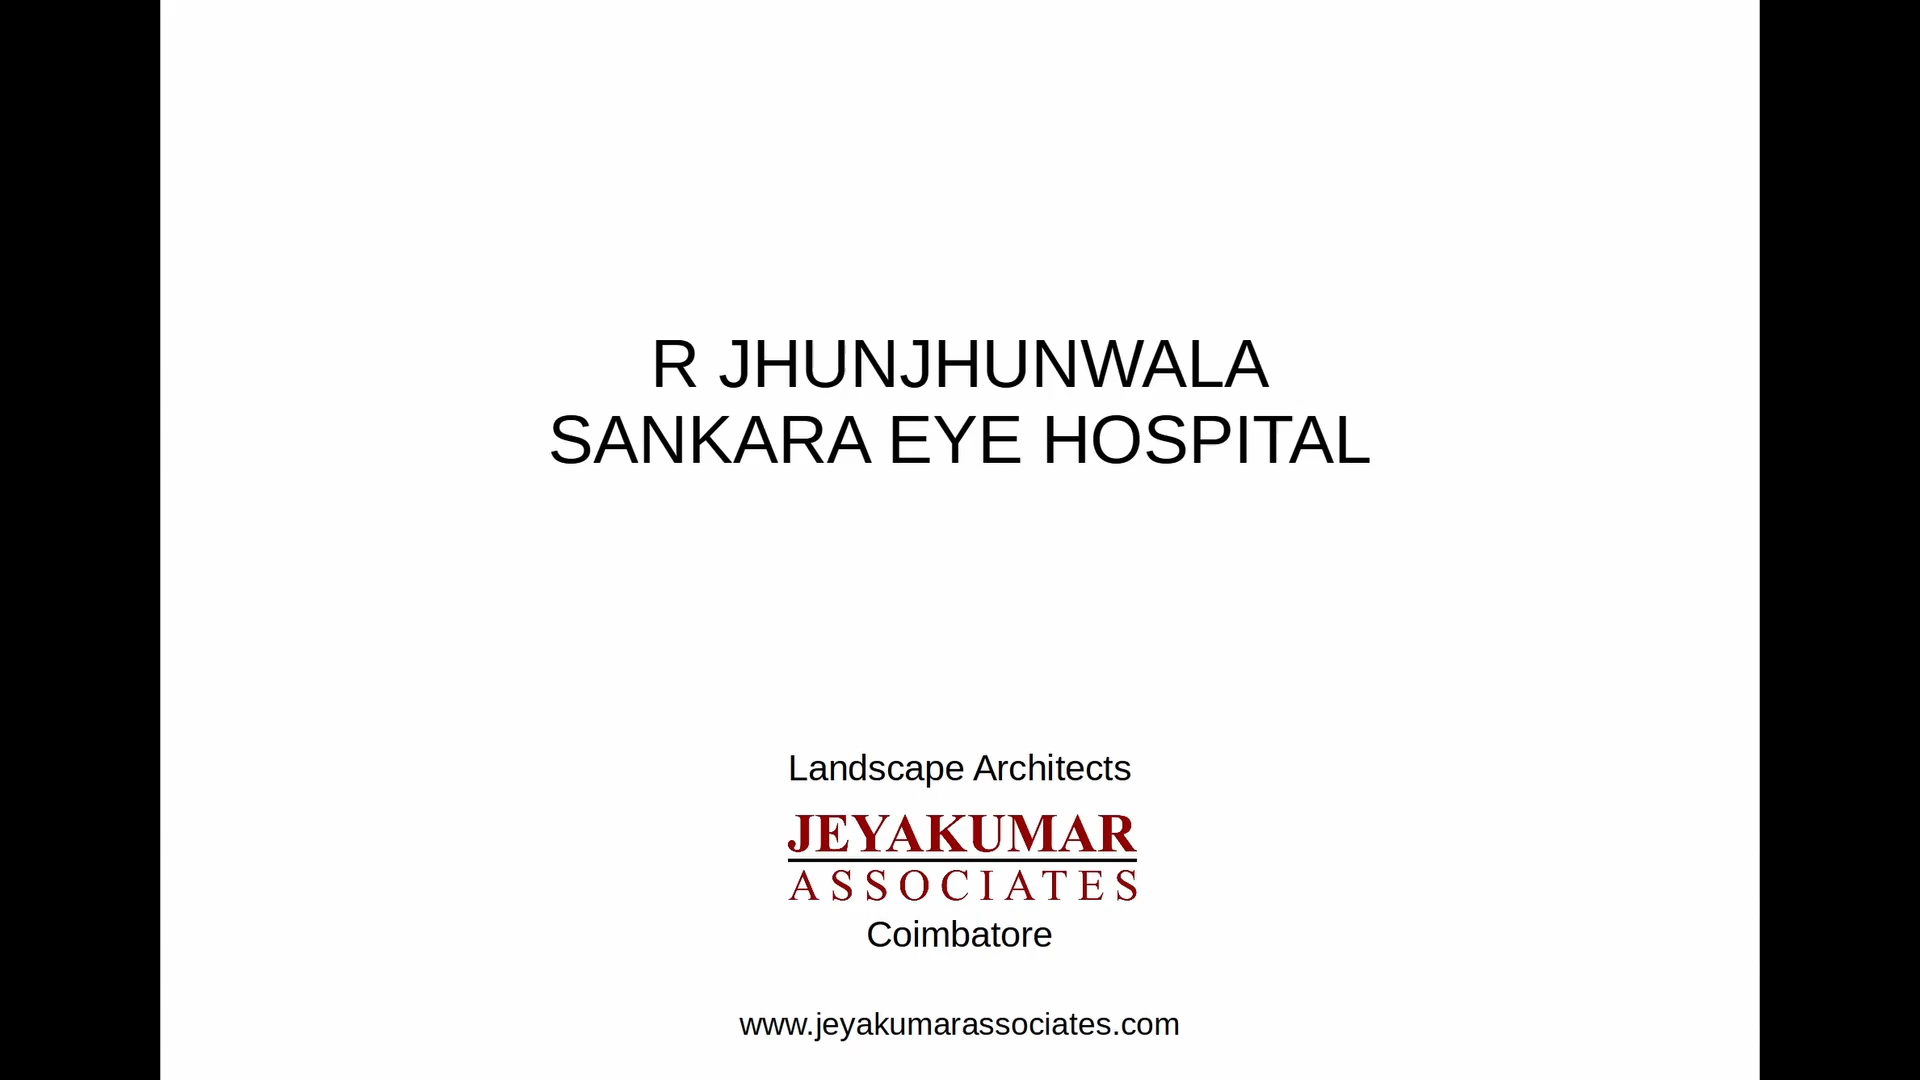 R JHUNJHUNWALA
SANKARA EYE HOSPITAL
Landscape Architects
JEYAKUMAR
ASSOCIATES
Coimbatore
www.jeyakumarassociates.com